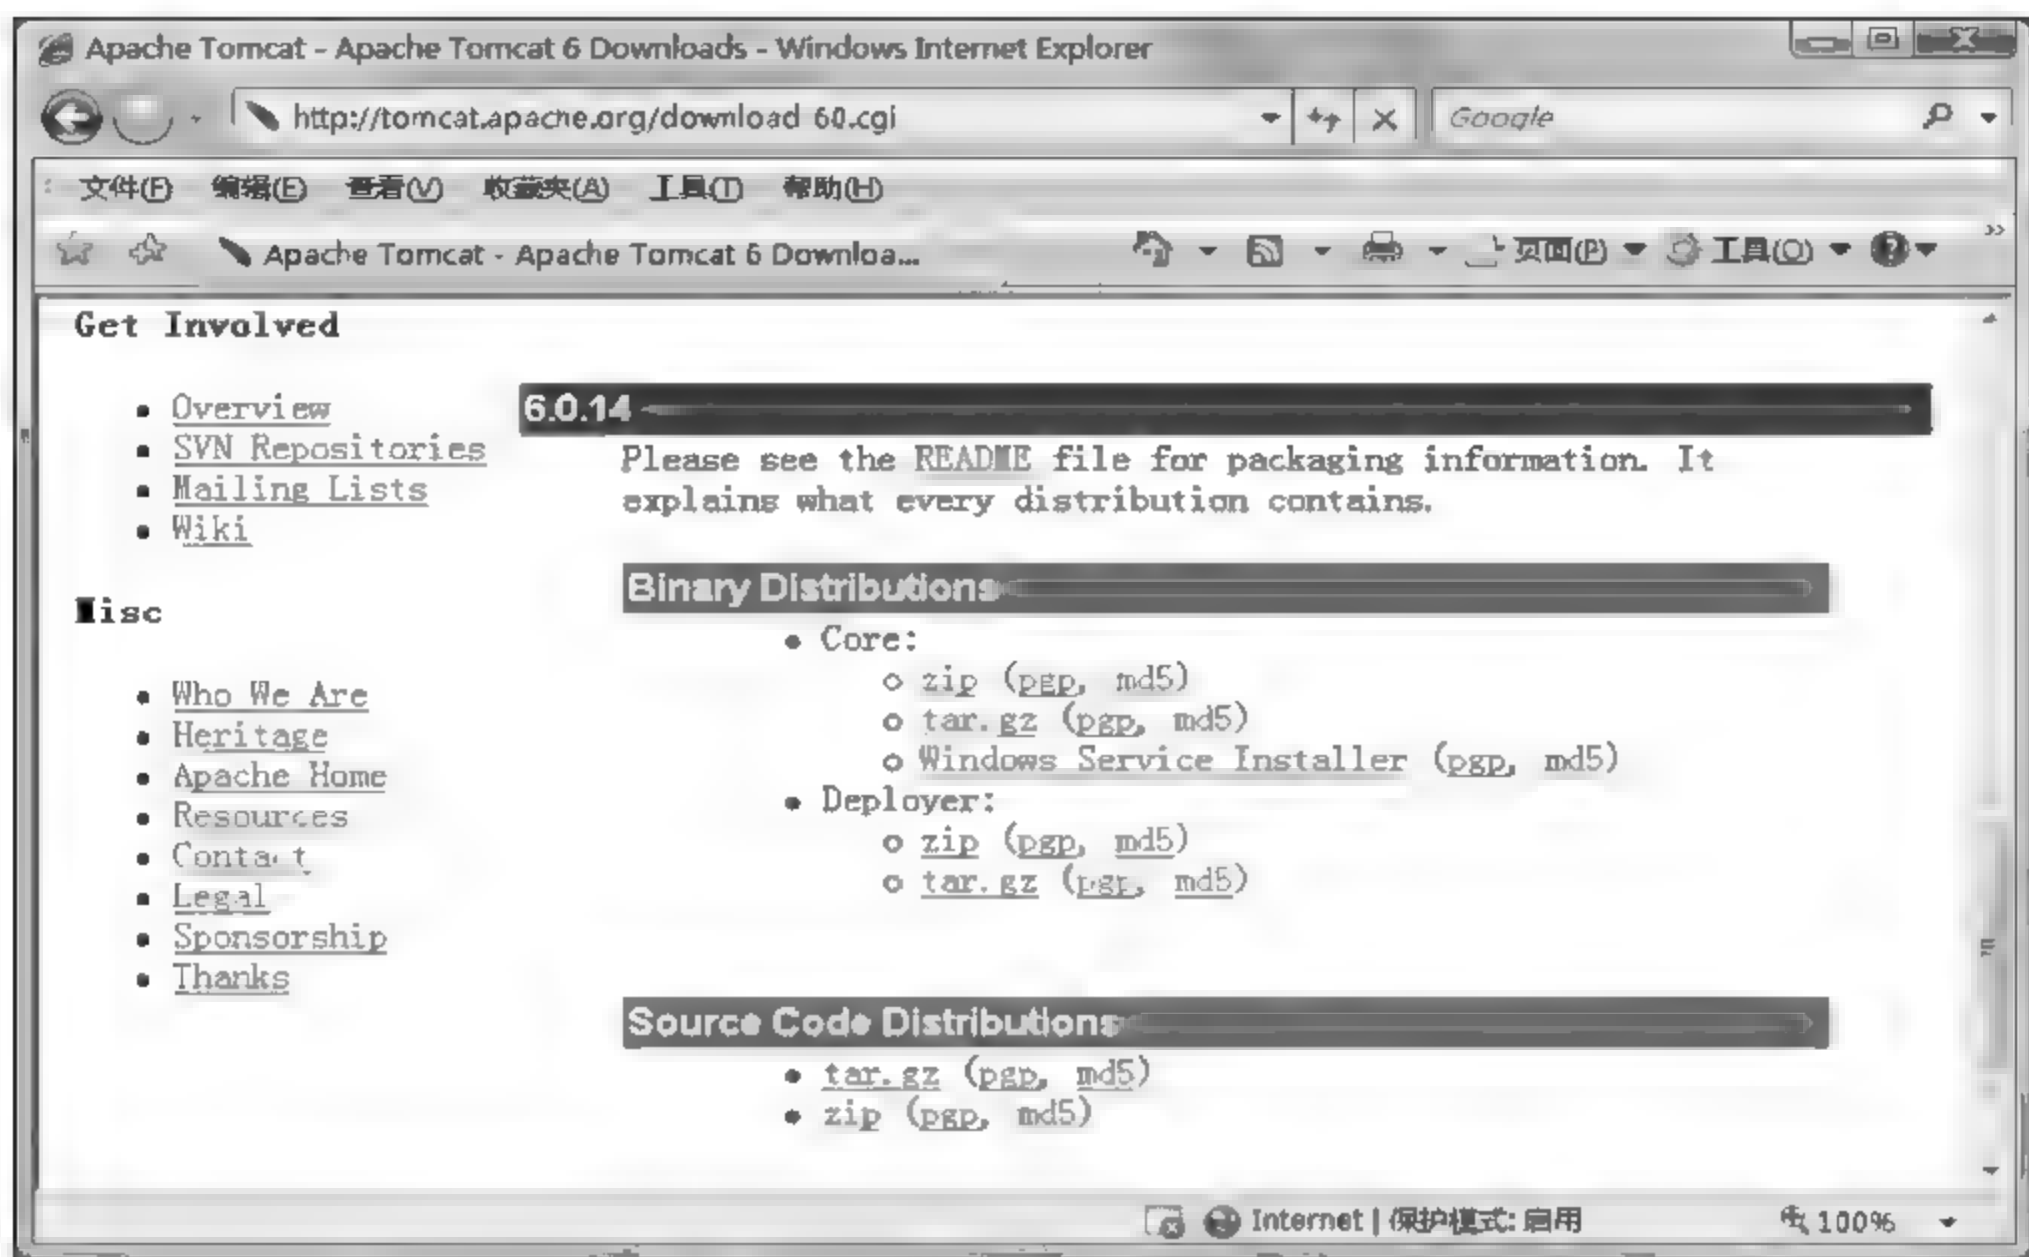 Apache Tomcat - Apache Tomcat 6 Downloads - Windows Internet Explorer
http://tomcat.apache.org/download 60.cgi
Google
文件(F) 编辑(E) 查看(V) 收藏夹(A) 工具(T) 帮助(H)
Apache Tomcat - Apache Tomcat 6 Downloa...
页面(P) 工具(O)
Get Involved
Overview
SVN Repositories
Mailing Lists
Wiki
Misc
Who We Are
Heritage
Apache Home
Resources
Contact
Legal
Sponsorship
Thanks
6.0.14
Please see the README file for packaging information. It
explains what every distribution contains.
Binary Distributions
Core:
zip (pgp, md5)
tar.gz (pgp, md5)
Windows Service Installer (pgp, md5)
Deployer:
zip (pgp, md5)
tar.gz (pgp, md5)
Source Code Distributions
tar.gz (pgp, md5)
zip (pgp, md5)
Internet | 保护模式: 启用
100%